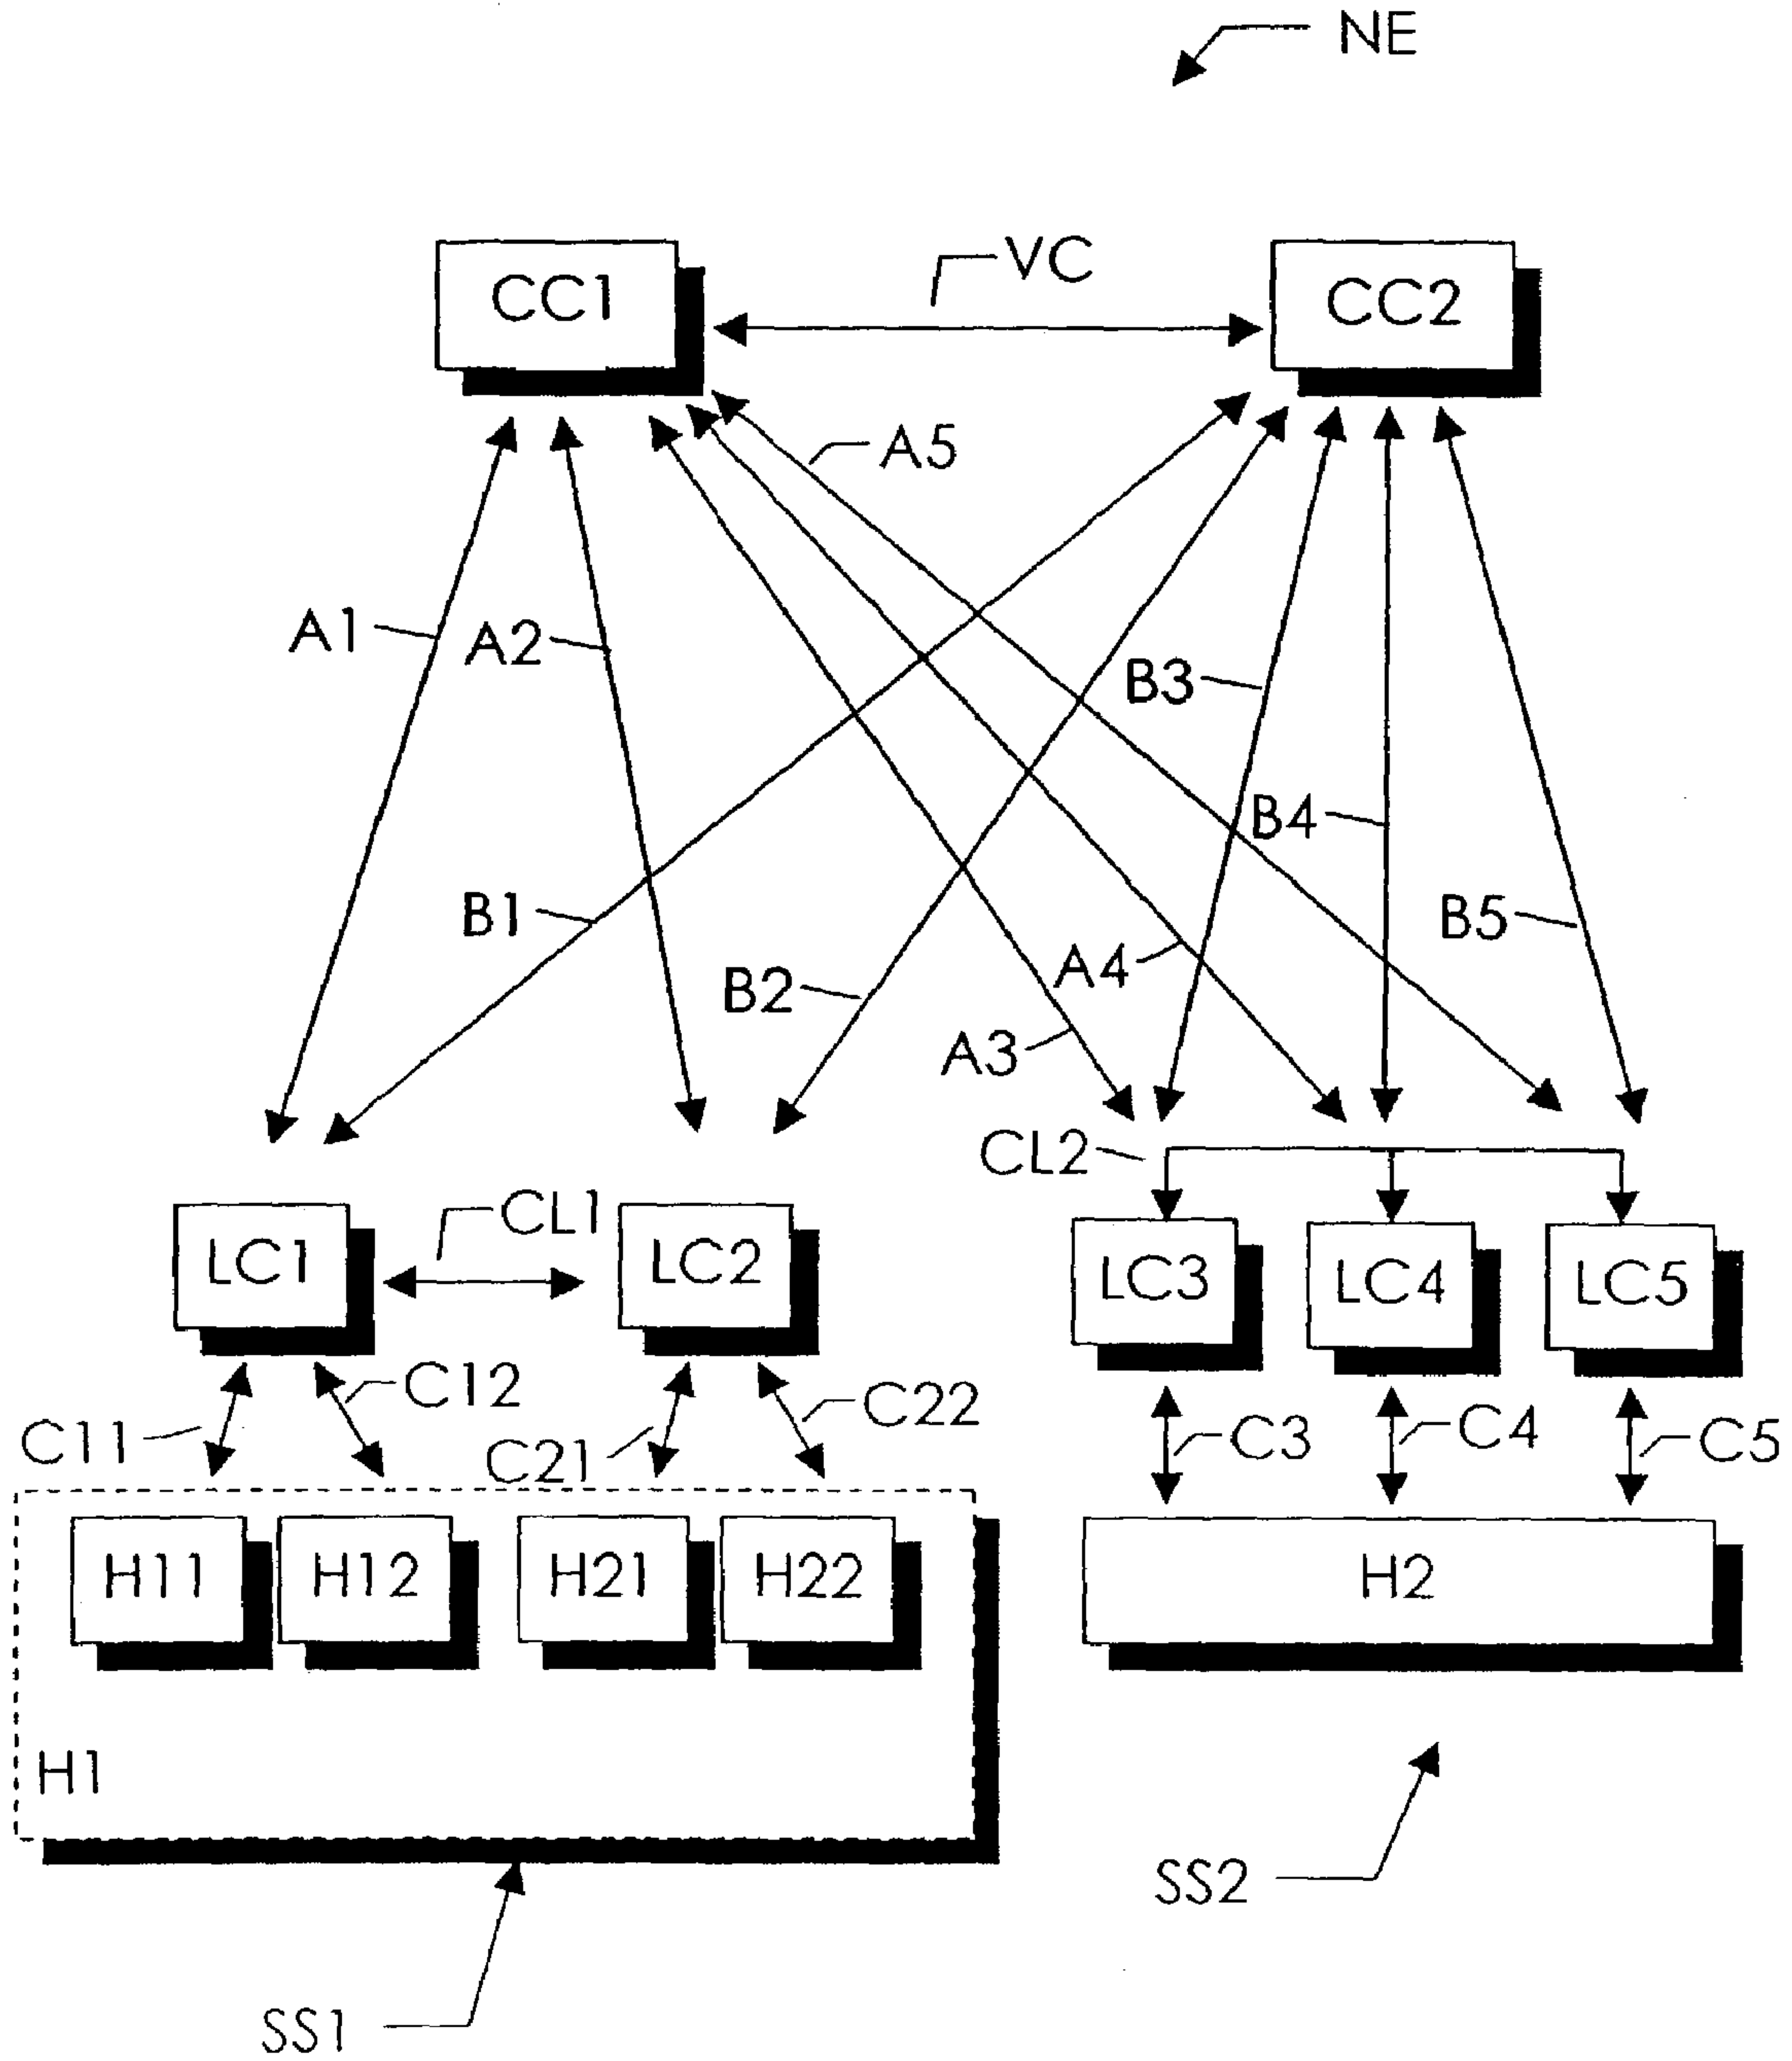 NE
CC1
VC
CC2
A5
A1
A2
B3
B4
B1
B5
B2
A4
A3
CL2
LC1
CL1
LC2
LC3
LC4
LC5
C11
C12
C21
C22
C3
C4
C5
H11
H12
H21
H22
H2
H1
SS2
SS1